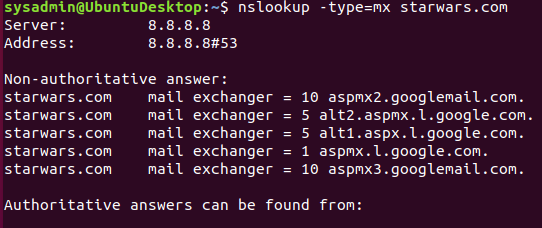 sysadmin@UbuntuDesktop:~$ nslookup -type=mx starwars.com
Server:         8.8.8.8
Address:        8.8.8.8#53
Non-authoritative answer:
starwars.com    mail exchanger = 10 aspmx2.googlemail.com.
starwars.com    mail exchanger = 5 alt2.aspmx.l.google.com.
starwars.com    mail exchanger = 5 alt1.aspx.l.google.com.
starwars.com    mail exchanger = 1 aspmx.l.google.com.
starwars.com    mail exchanger = 10 aspmx3.googlemail.com.
Authoritative answers can be found from: